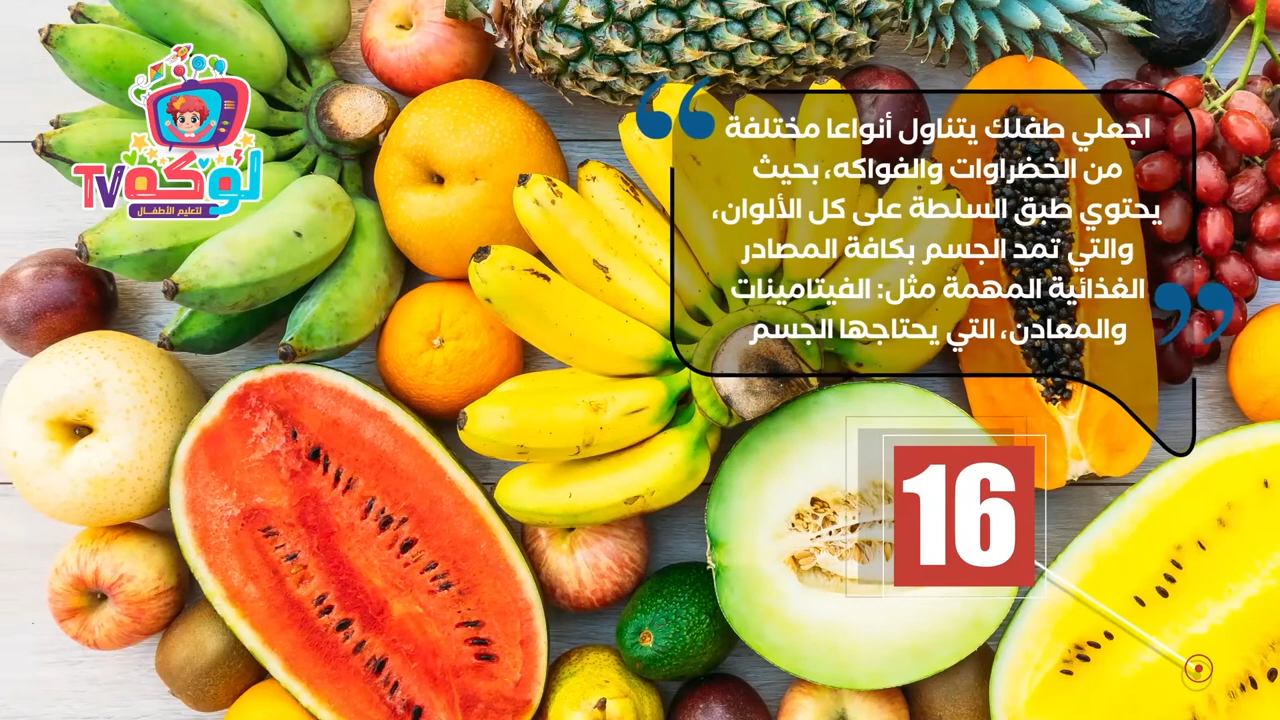 لوكه TV
لتعليم الأطفال
اجعلي طفلك يتناول أنواعا مختلفة
من الخضراوات والفواكه، بحيث
يحتوي طبق السلطة على كل الألوان،
والتي تمد الجسم بكافة المصادر
الغذائية المهمة مثل: الفيتامينات
والمعادن، التي يحتاجها الجسم
16